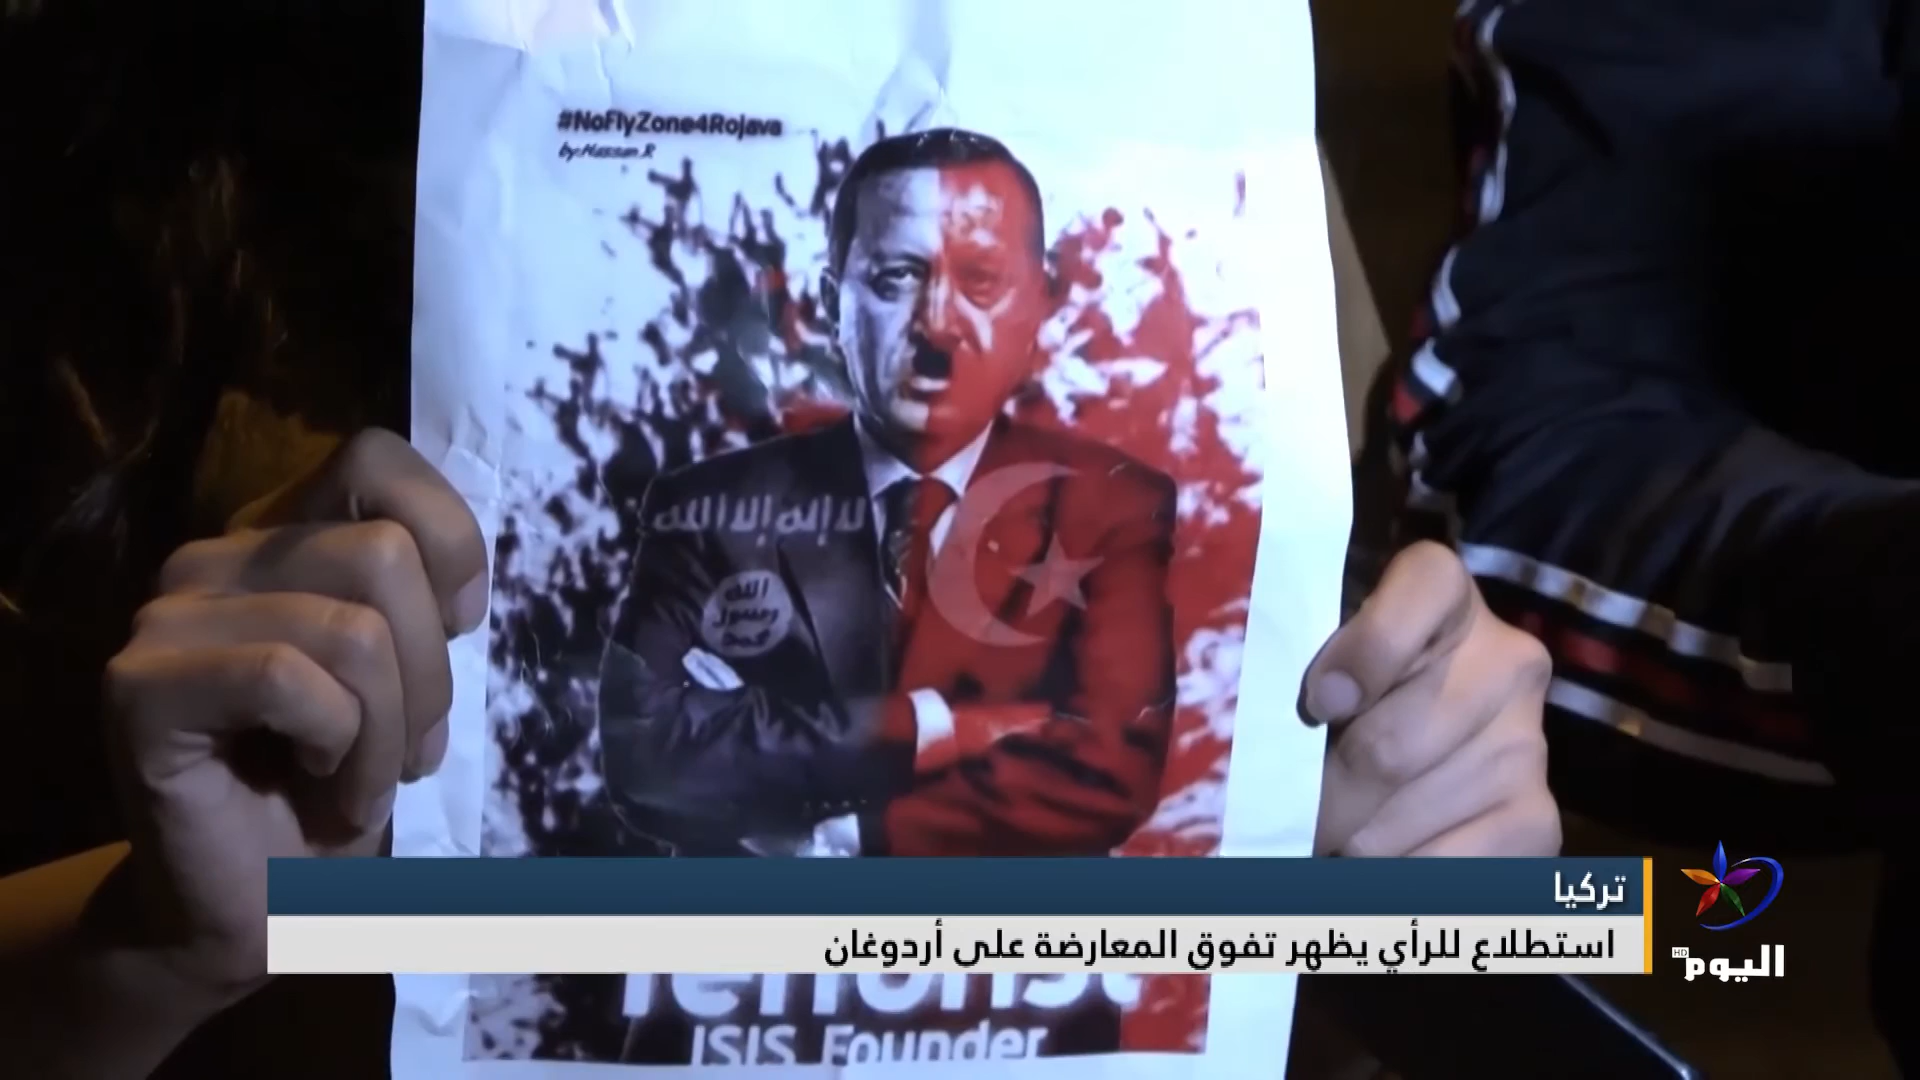 #NoFlyZone4Rojava
by:Hassan.R
لا إله إلا الله
الله
رسول
محمد
تركيا
استطلاع للرأي يظهر تفوق المعارضة على أردوغان
اليوم
HD
Terrorist
ISIS Founder